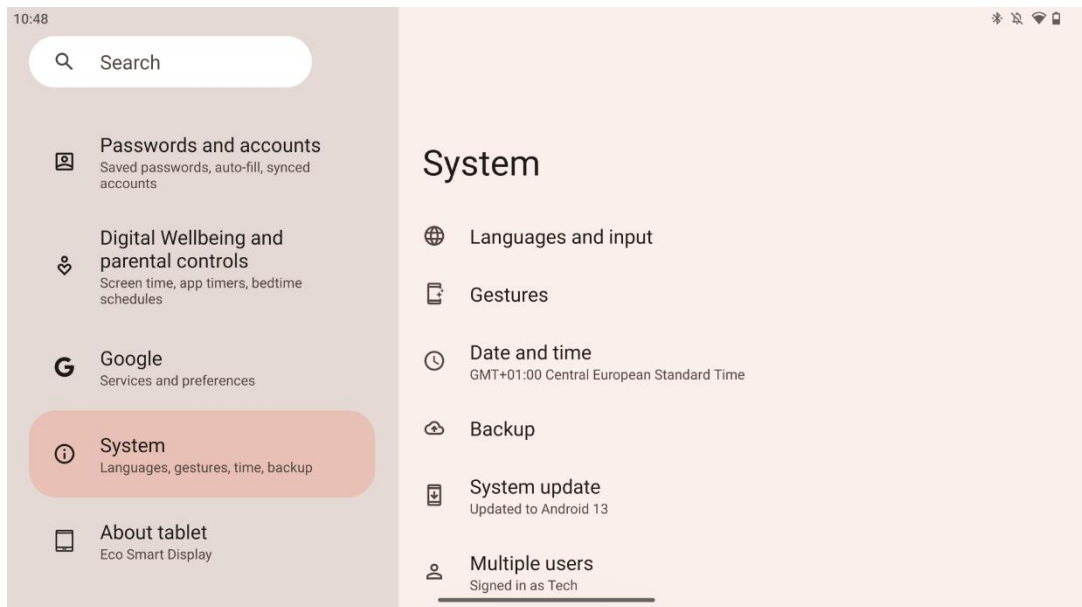 10:48
Search
Passwords and accounts
Saved passwords, auto-fill, synced
accounts
Digital Wellbeing and
parental controls
Screen time, app timers, bedtime
schedules
Google
Services and preferences
System
Languages, gestures, time, backup
About tablet
Eco Smart Display
System
Languages and input
Gestures
Date and time
GMT+01:00 Central European Standard Time
Backup
System update
Updated to Android 13
Multiple users
Signed in as Tech